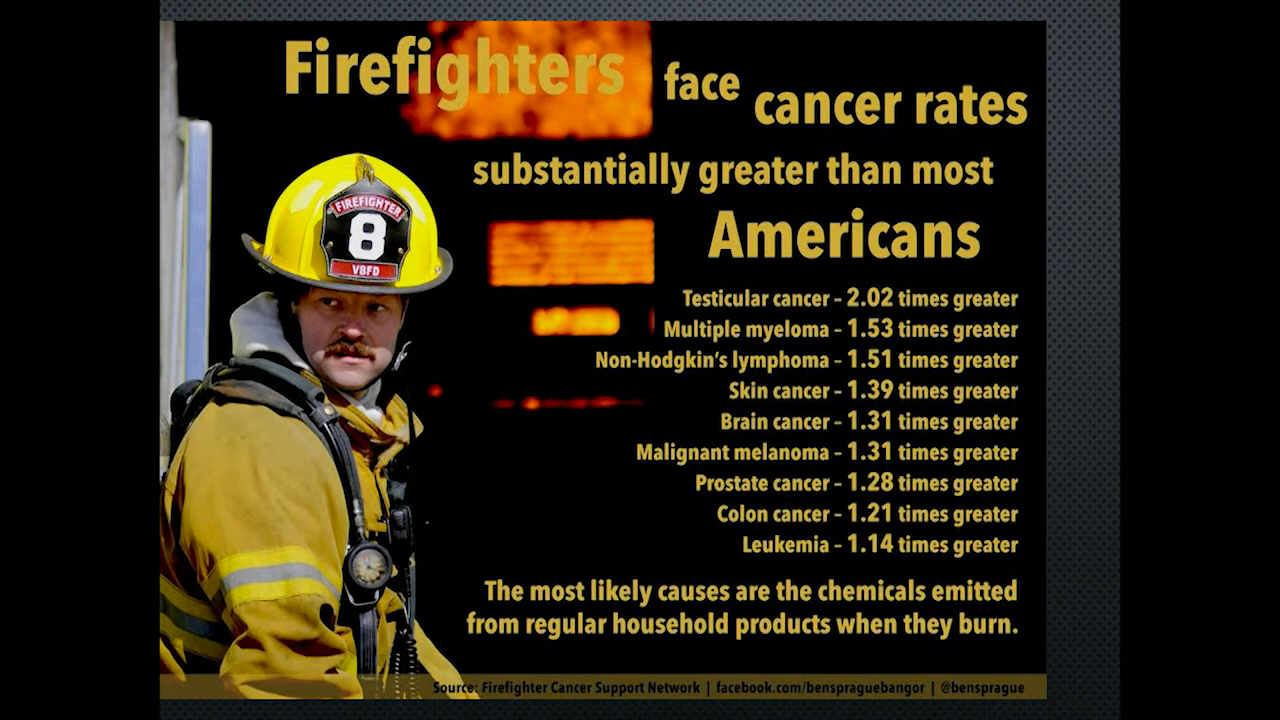 Firefighters face cancer rates
substantially greater than most
Americans
FIREFIGHTER
8
VBFD
Testicular cancer – 2.02 times greater
Multiple myeloma – 1.53 times greater
Non-Hodgkin's lymphoma – 1.51 times greater
Skin cancer – 1.39 times greater
Brain cancer – 1.31 times greater
Malignant melanoma – 1.31 times greater
Prostate cancer – 1.28 times greater
Colon cancer – 1.21 times greater
Leukemia – 1.14 times greater
The most likely causes are the chemicals emitted
from regular household products when they burn.
Source: Firefighter Cancer Support Network | facebook.com/benspraguebangor | @bensprague